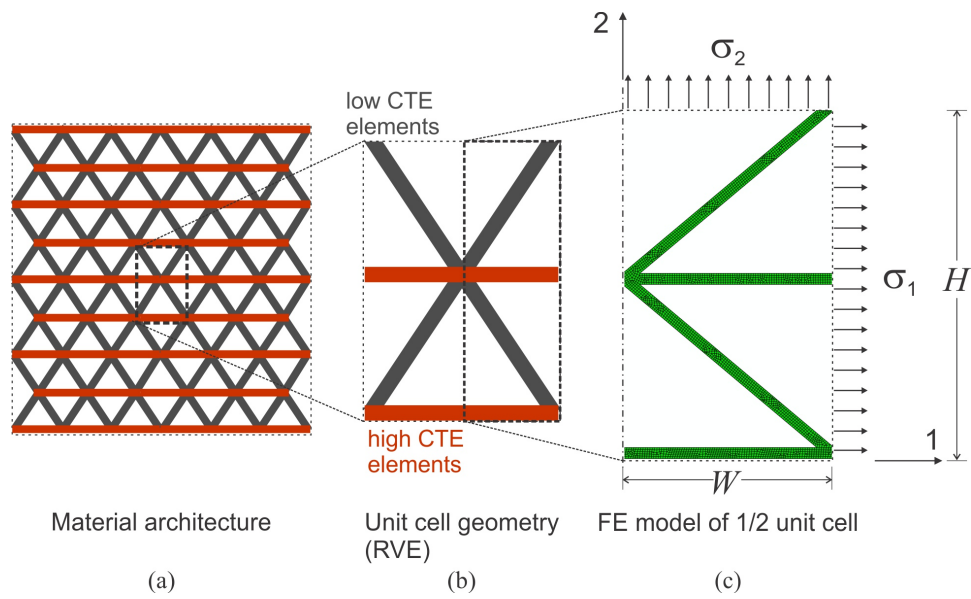 2
σ₂
low CTE
elements
σ₁
H
high CTE
elements
1
W
Material architecture
Unit cell geometry
(RVE)
FE model of 1/2 unit cell
(a)
(b)
(c)